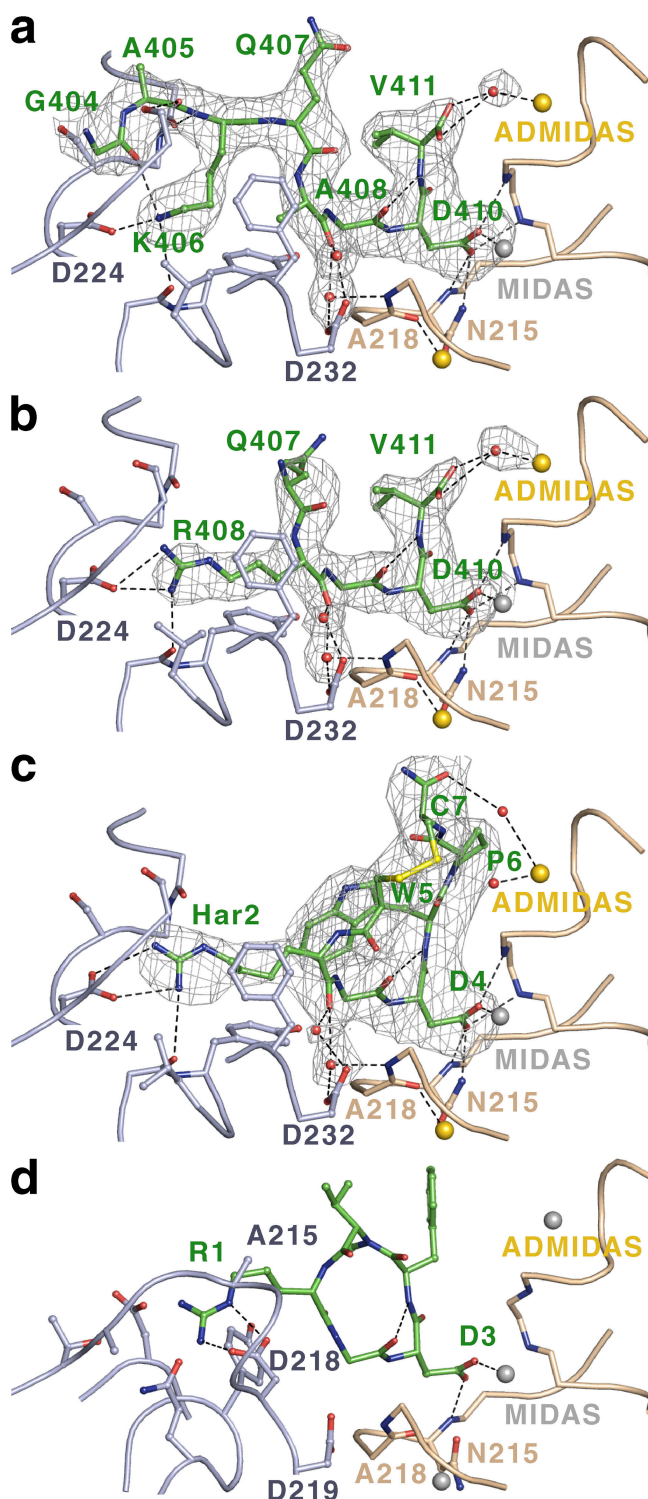 a
A405
Q407
G404
V411
ADMIDAS
A408
D410
K406
D224
MIDAS
N215
A218
D232
b
Q407
V411
ADMIDAS
R408
D410
D224
MIDAS
N215
A218
D232
c
C7
P6
W5
ADMIDAS
Har2
D4
D224
MIDAS
N215
A218
D232
d
A215
R1
ADMIDAS
D3
D218
MIDAS
N215
A218
D219